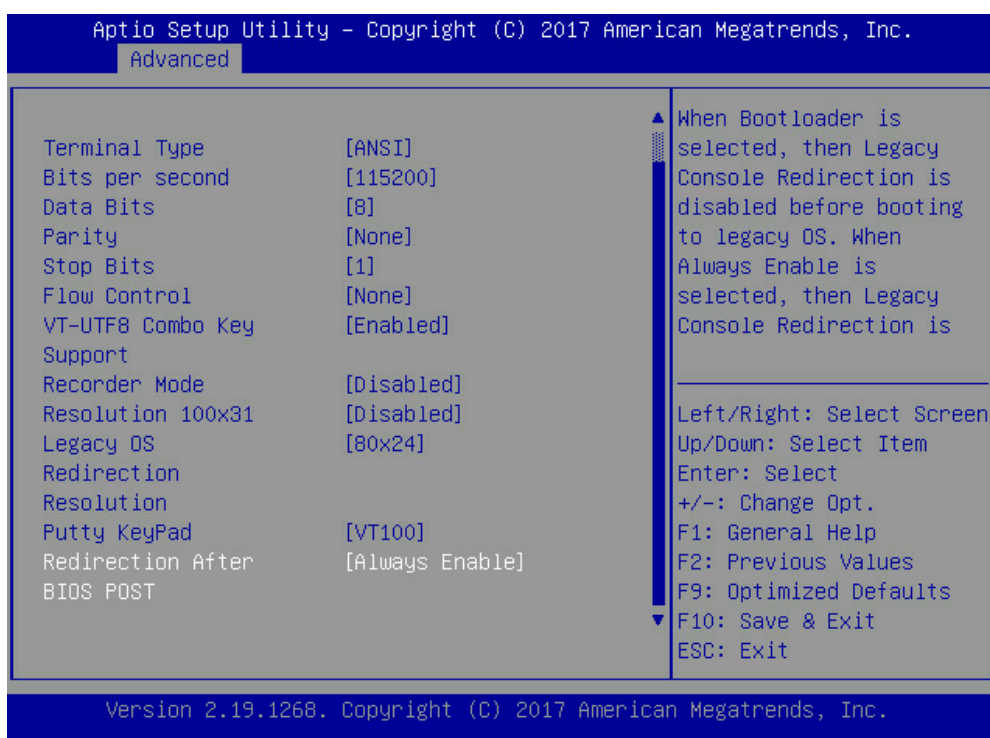 Aptio Setup Utility – Copyright (C) 2017 American Megatrends, Inc.
Advanced
Terminal Type [ANSI]
Bits per second [115200]
Data Bits [8]
Parity [None]
Stop Bits [1]
Flow Control [None]
VT-UTF8 Combo Key [Enabled]
Support
Recorder Mode [Disabled]
Resolution 100x31 [Disabled]
Legacy OS [80x24]
Redirection
Resolution
Putty KeyPad [VT100]
Redirection After [Always Enable]
BIOS POST
When Bootloader is
selected, then Legacy
Console Redirection is
disabled before booting
to legacy OS. When
Always Enable is
selected, then Legacy
Console Redirection is
Left/Right: Select Screen
Up/Down: Select Item
Enter: Select
+/-: Change Opt.
F1: General Help
F2: Previous Values
F9: Optimized Defaults
F10: Save & Exit
ESC: Exit
Version 2.19.1268. Copyright (C) 2017 American Megatrends, Inc.